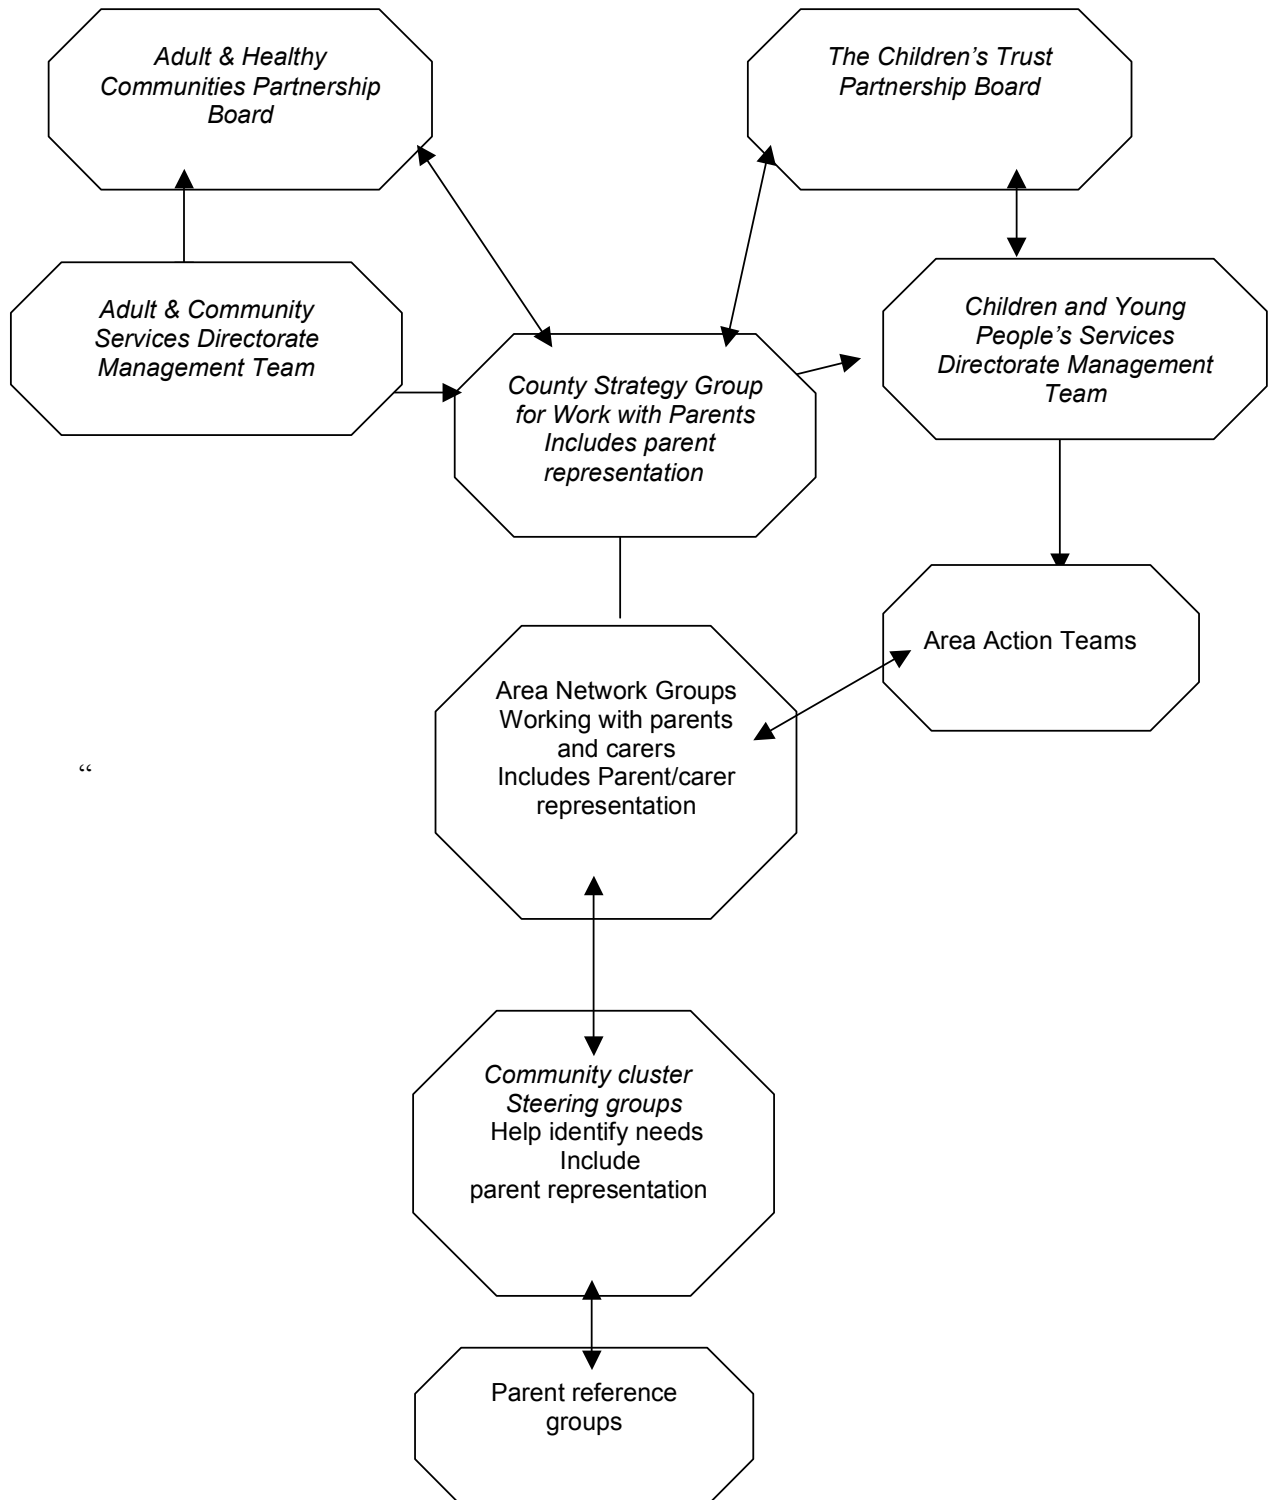 Adult & Healthy
Communities Partnership
Board
The Children’s Trust
Partnership Board
Adult & Community
Services Directorate
Management Team
Children and Young
People’s Services
Directorate Management
Team
County Strategy Group
for Work with Parents
Includes parent
representation
Area Action Teams
Area Network Groups
Working with parents
and carers
Includes Parent/carer
representation
“
Community cluster
Steering groups
Help identify needs
Include
parent representation
Parent reference
groups